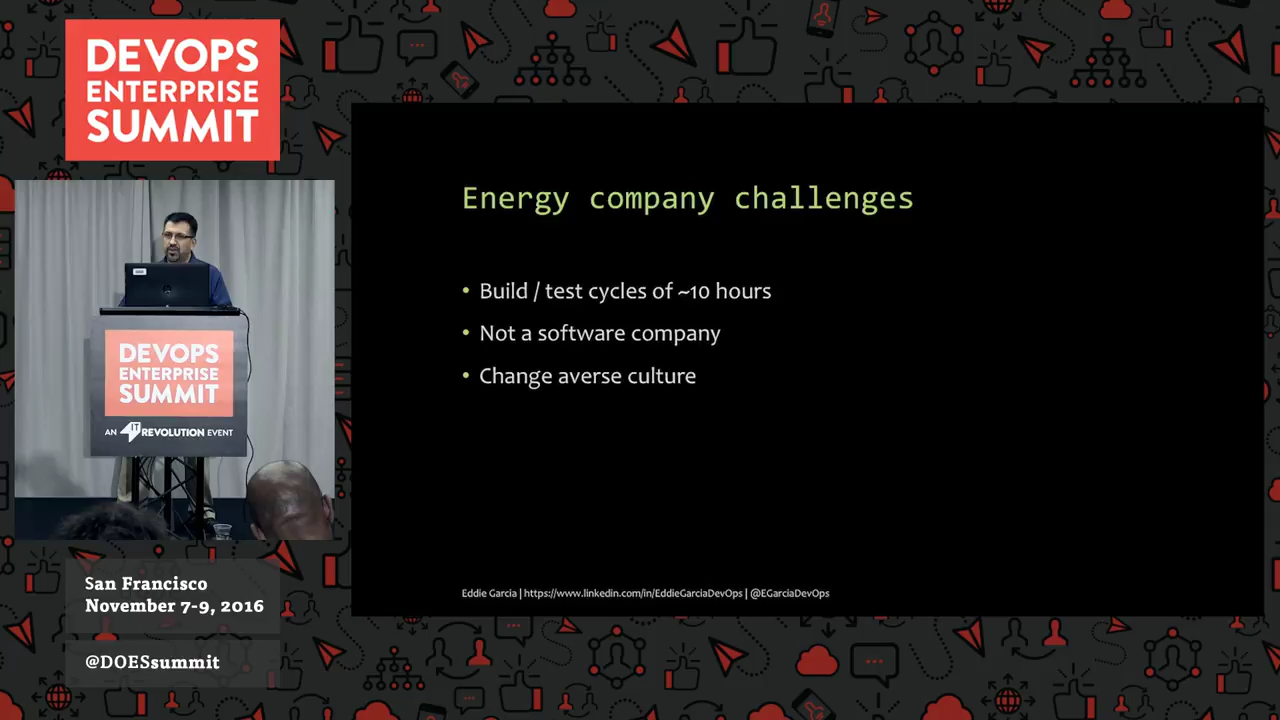 DEVOPS
ENTERPRISE
SUMMIT
Energy company challenges
• Build / test cycles of ~10 hours
• Not a software company
• Change averse culture
Eddie Garcia | https://www.linkedin.com/in/EddieGarciaDevOps | @EGarciaDevOps
DEVOPS
ENTERPRISE
SUMMIT
AN IT REVOLUTION EVENT
San Francisco
November 7-9, 2016
@DOESsummit